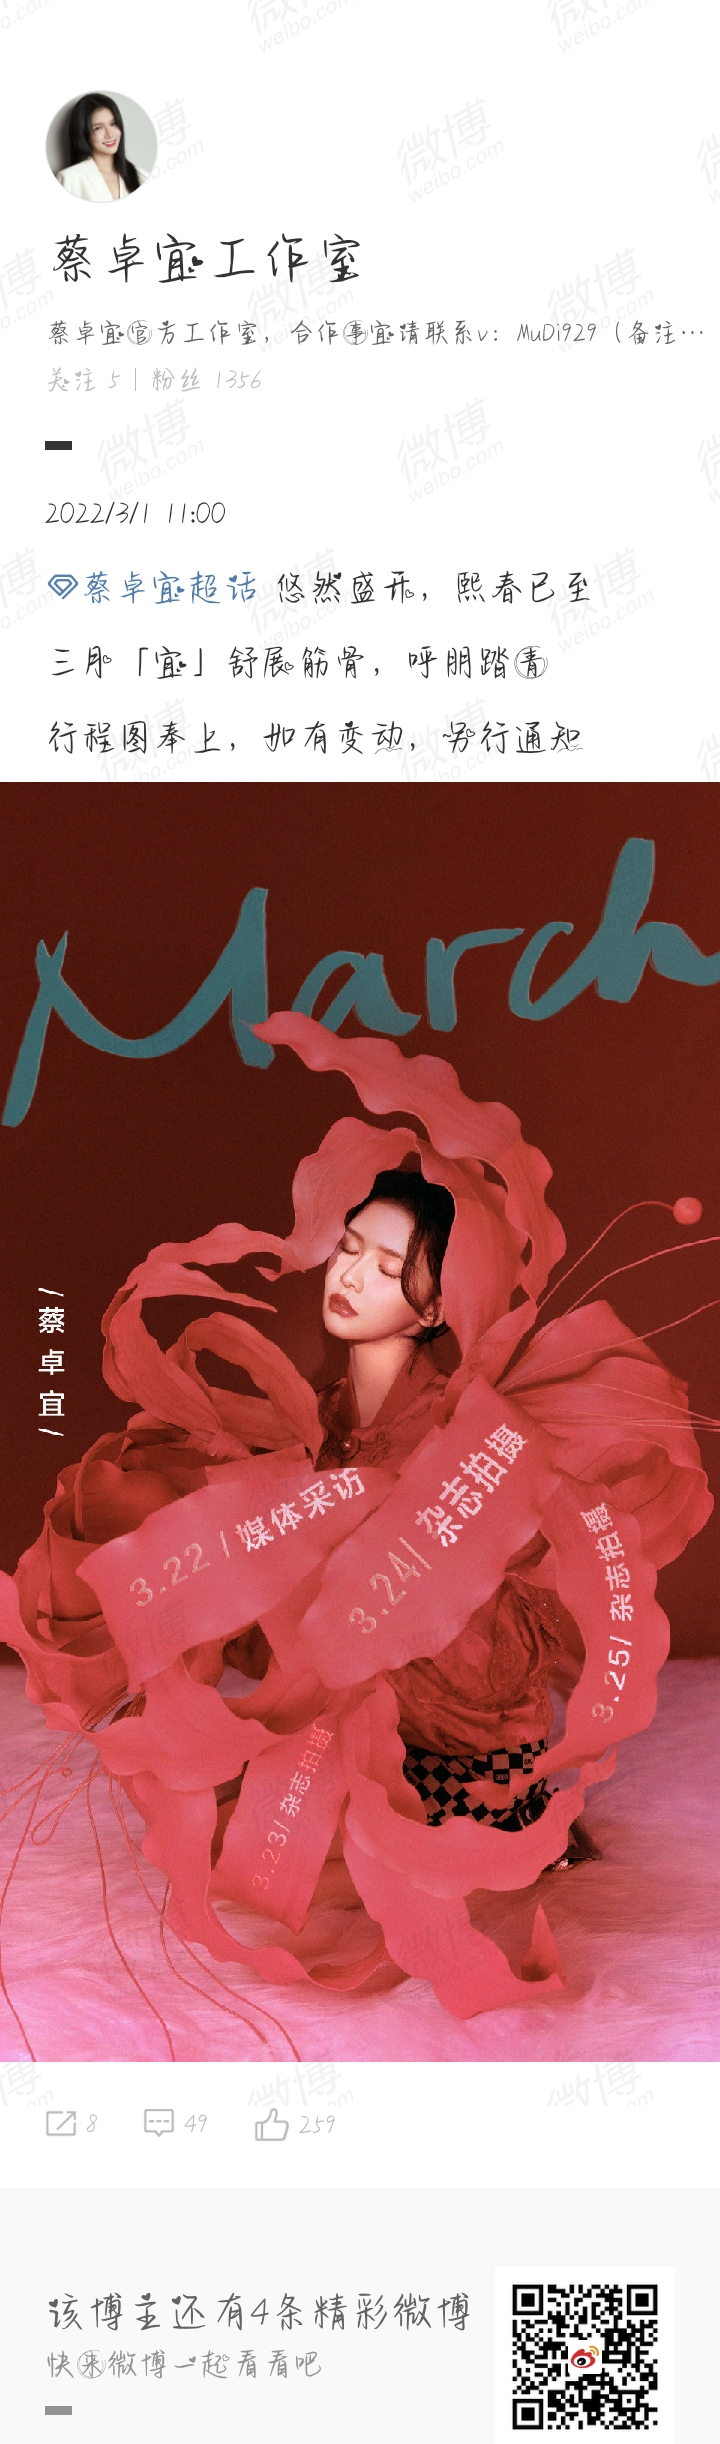 蔡卓宜工作室
蔡卓宜官方工作室，合作事宜请联系v：MuDi929（备注…
关注 5 | 粉丝 1356
2022/3/1 11:00
蔡卓宜超话 悠然盛开，熙春已至
三月「宜」舒展筋骨，呼朋踏青
行程图奉上，如有变动，另行通知
March
/蔡卓宜/
3.22 / 媒体采访
3.24/ 杂志拍摄
3.25/ 杂志拍摄
3.23/ 杂志拍摄
8 49 259
该博主还有4条精彩微博
快来微博一起看看吧
微博
weibo.com